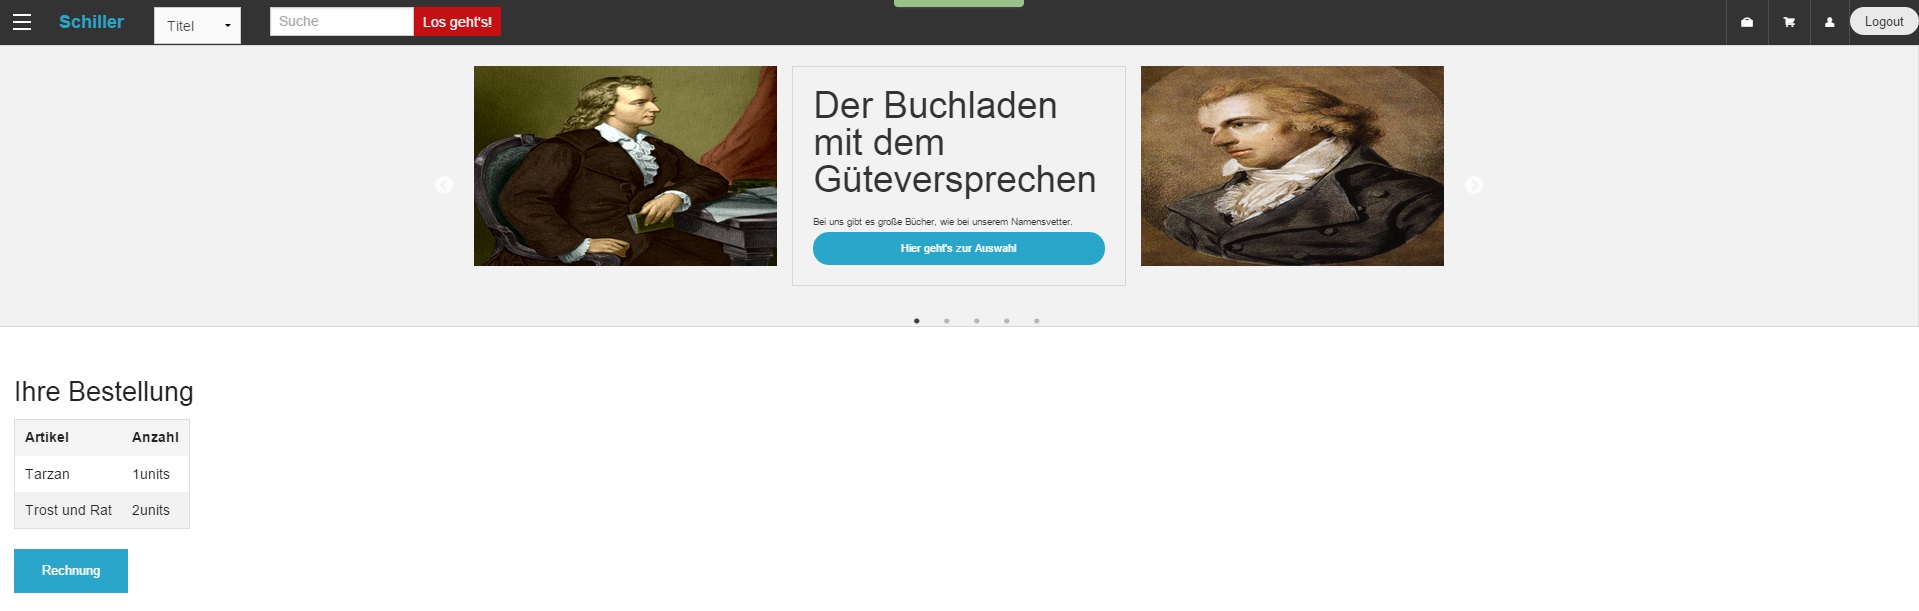 Schiller
Titel
Suche
Los geht's!
Logout
Der Buchladen
mit dem
Güteversprechen
Bei uns gibt es große Bücher, wie bei unserem Namensvetter.
Hier geht's zur Auswahl
Ihre Bestellung
Artikel Anzahl
Tarzan 1units
Trost und Rat 2units
Rechnung